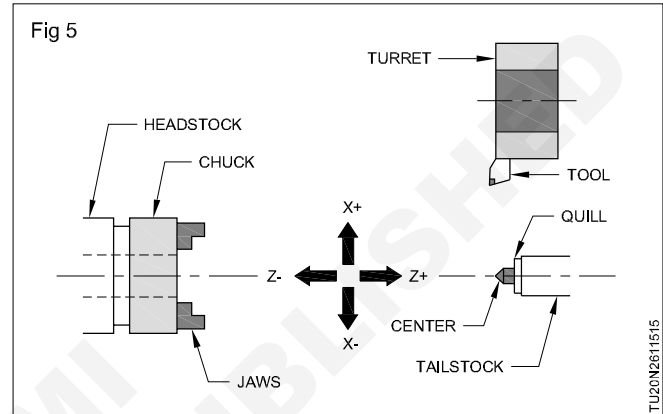 Fig 5
TURRET
HEADSTOCK
CHUCK
TOOL
X+
QUILL
Z-
Z+
CENTER
X-
TAILSTOCK
JAWS
TU20N2611515